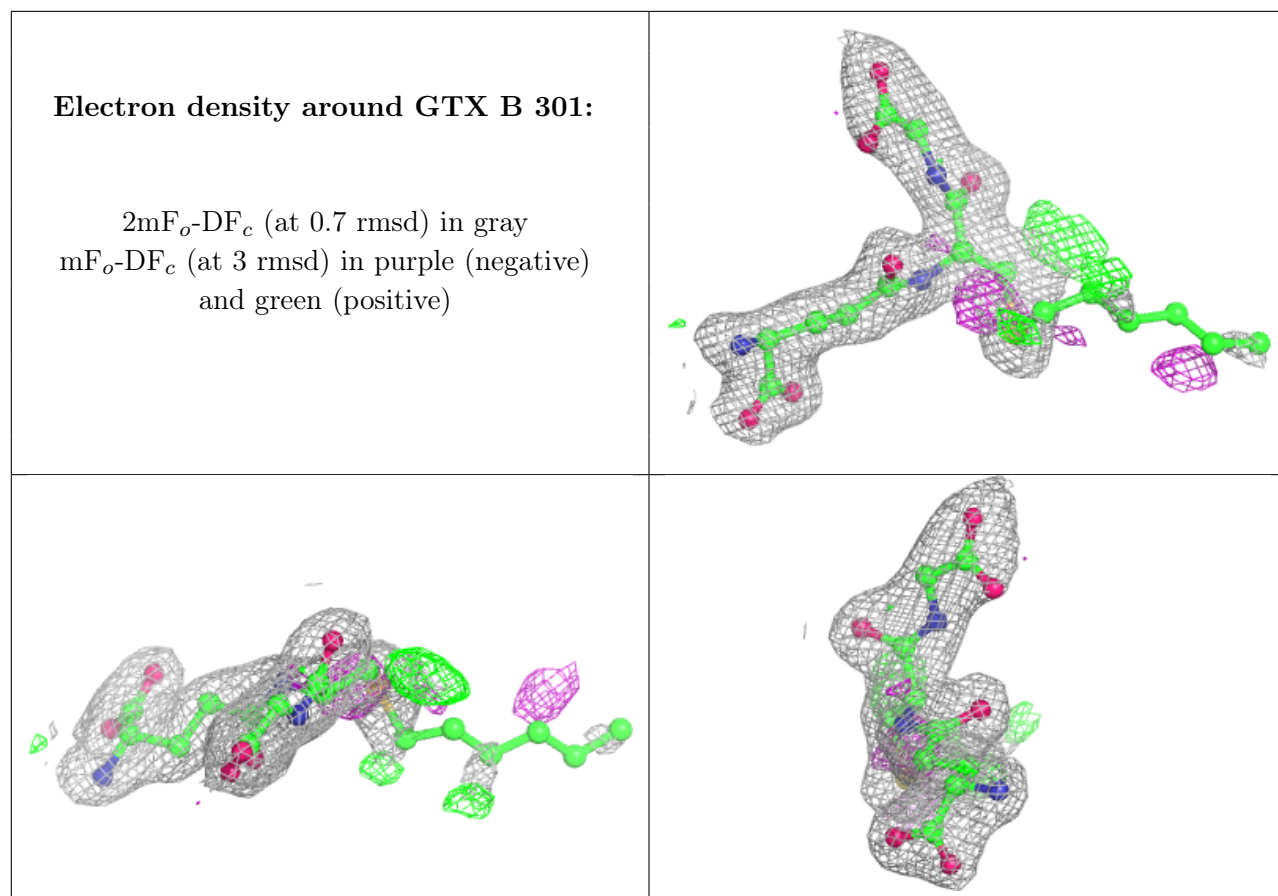 Electron density around GTX B 301:
2mFₒ-DF𝒸 (at 0.7 rmsd) in gray
mFₒ-DF𝒸 (at 3 rmsd) in purple (negative)
and green (positive)